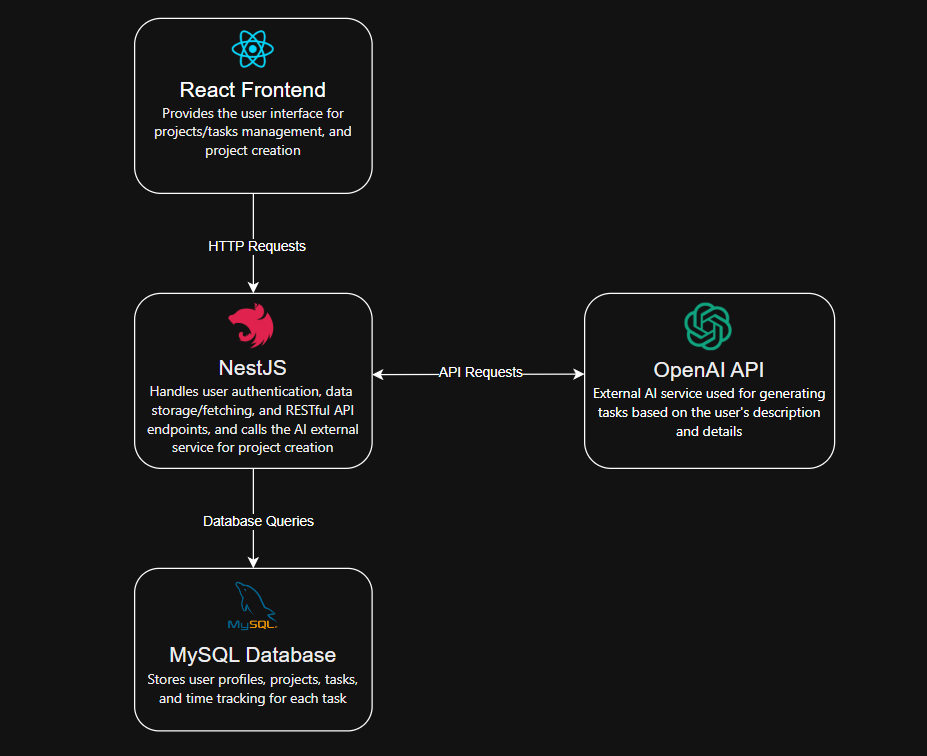 React Frontend
Provides the user interface for
projects/tasks management, and
project creation
HTTP Requests
NestJS
Handles user authentication, data
storage/fetching, and RESTful API
endpoints, and calls the AI external
service for project creation
API Requests
OpenAI API
External AI service used for generating
tasks based on the user's description
and details
Database Queries
MySQL
MySQL Database
Stores user profiles, projects, tasks,
and time tracking for each task